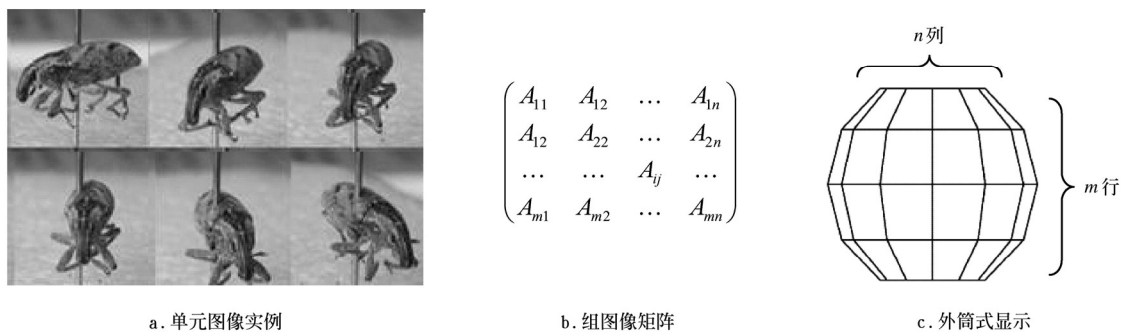 n列
A11 A12 … A1n
A12 A22 … A2n
… … Aij …
Am1 Am2 … Amn
m行
a.单元图像实例
b.组图像矩阵
c.外筒式显示